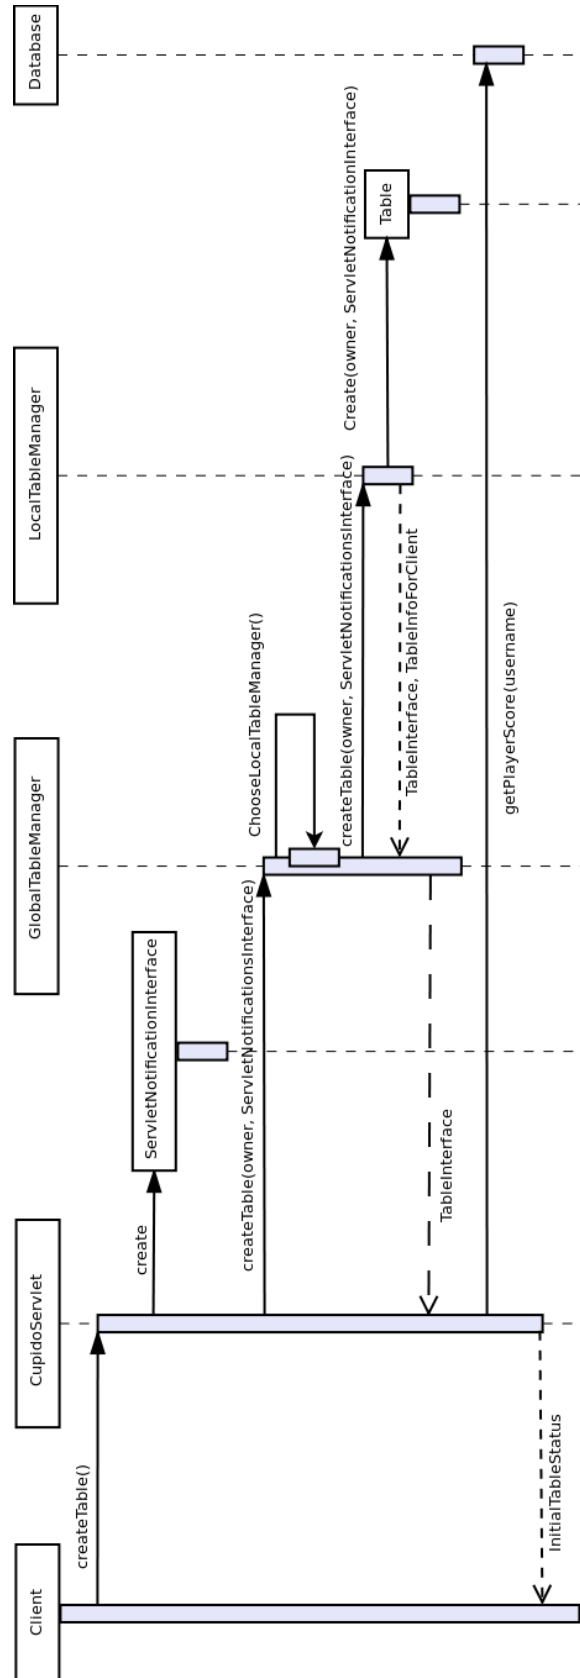 Client
CupidoServlet
GlobalTableManager
LocalTableManager
Database
createTable()
create
ServletNotificationInterface
createTable(owner, ServletNotificationsInterface)
ChooseLocalTableManager()
createTable(owner, ServletNotificationsInterface)
Create(owner, ServletNotificationInterface)
Table
TableInterface, TableInfoForClient
TableInterface
getPlayerScore(username)
InitialTableStatus